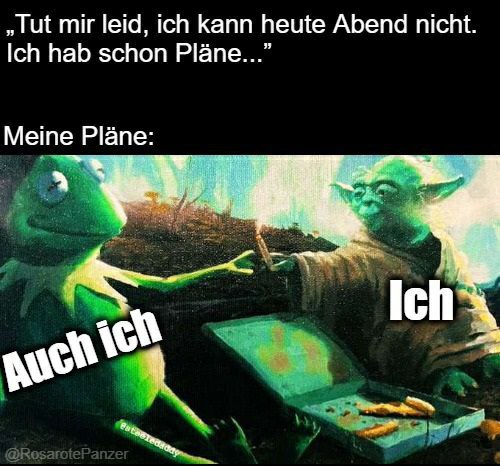 „Tut mir leid, ich kann heute Abend nicht.
Ich hab schon Pläne...”
Meine Pläne:
Ich
Auch ich
@RosarotePanzer